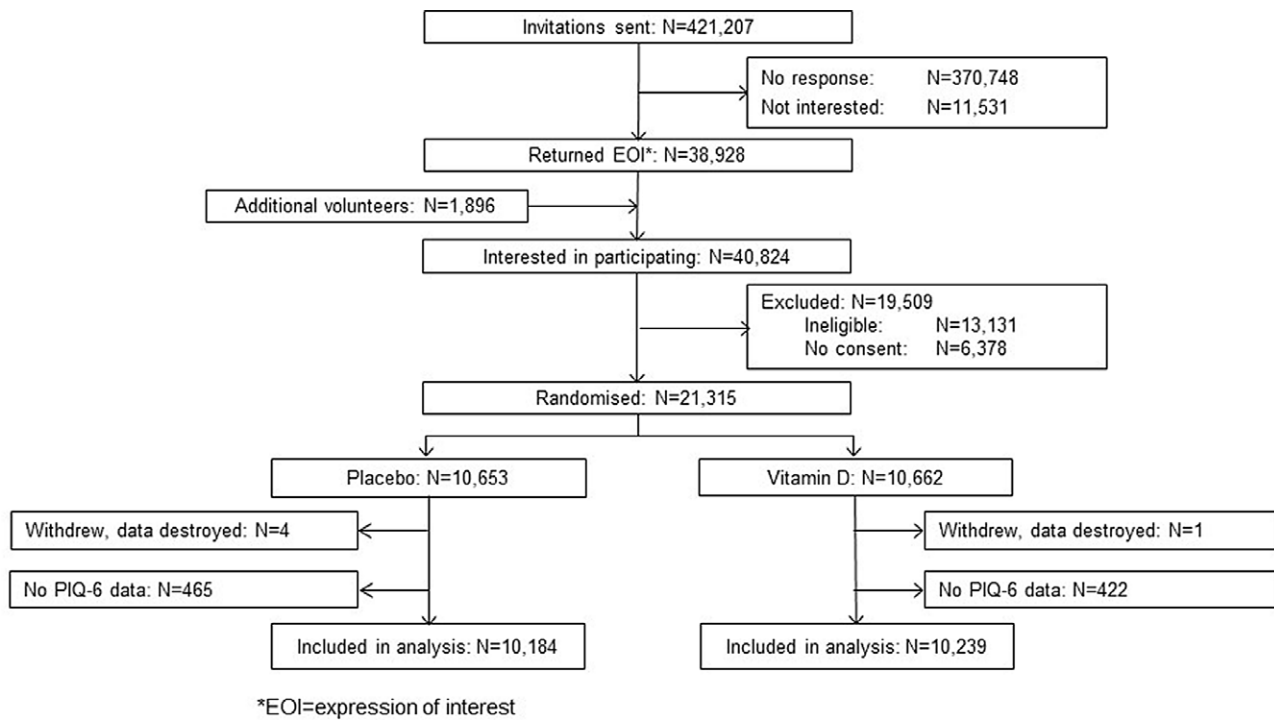 Invitations sent: N=421,207
No response: N=370,748
Not interested: N=11,531
Returned EOI*: N=38,928
Additional volunteers: N=1,896
Interested in participating: N=40,824
Excluded: N=19,509
Ineligible: N=13,131
No consent: N=6,378
Randomised: N=21,315
Placebo: N=10,653
Vitamin D: N=10,662
Withdrew, data destroyed: N=4
Withdrew, data destroyed: N=1
No PIQ-6 data: N=465
No PIQ-6 data: N=422
Included in analysis: N=10,184
Included in analysis: N=10,239
*EOI=expression of interest